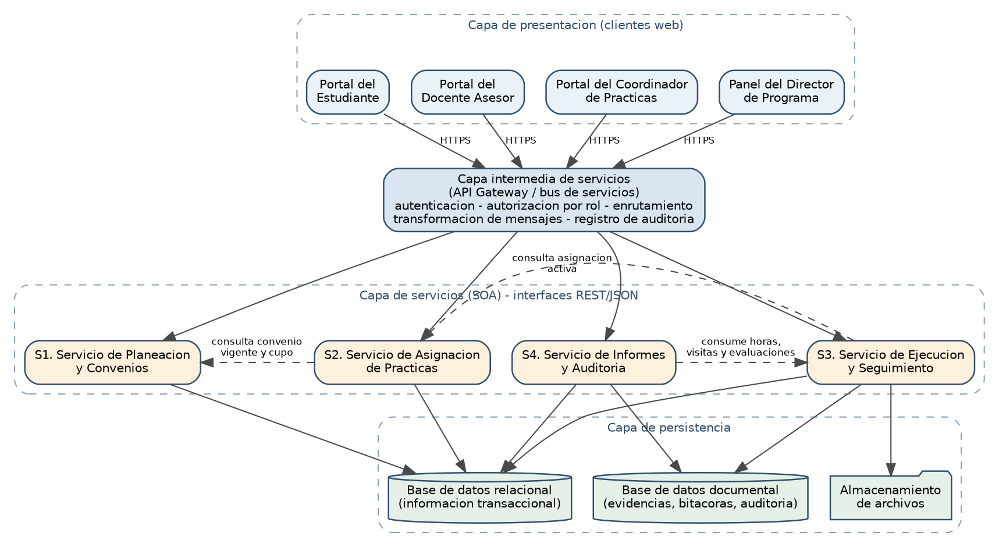 Capa de presentacion (clientes web)
Portal del
Estudiante
Portal del
Docente Asesor
Portal del Coordinador
de Practicas
Panel del Director
de Programa
HTTPS
HTTPS
HTTPS
HTTPS
Capa intermedia de servicios
(API Gateway / bus de servicios)
autenticacion - autorizacion por rol - enrutamiento
transformacion de mensajes - registro de auditoria
consulta asignacion
activa
Capa de servicios (SOA) - interfaces REST/JSON
S1. Servicio de Planeacion
y Convenios
consulta convenio
vigente y cupo
S2. Servicio de Asignacion
de Practicas
S4. Servicio de Informes
y Auditoria
consume horas,
visitas y evaluaciones
S3. Servicio de Ejecucion
y Seguimiento
Capa de persistencia
Base de datos relacional
(informacion transaccional)
Base de datos documental
(evidencias, bitacoras, auditoria)
Almacenamiento
de archivos